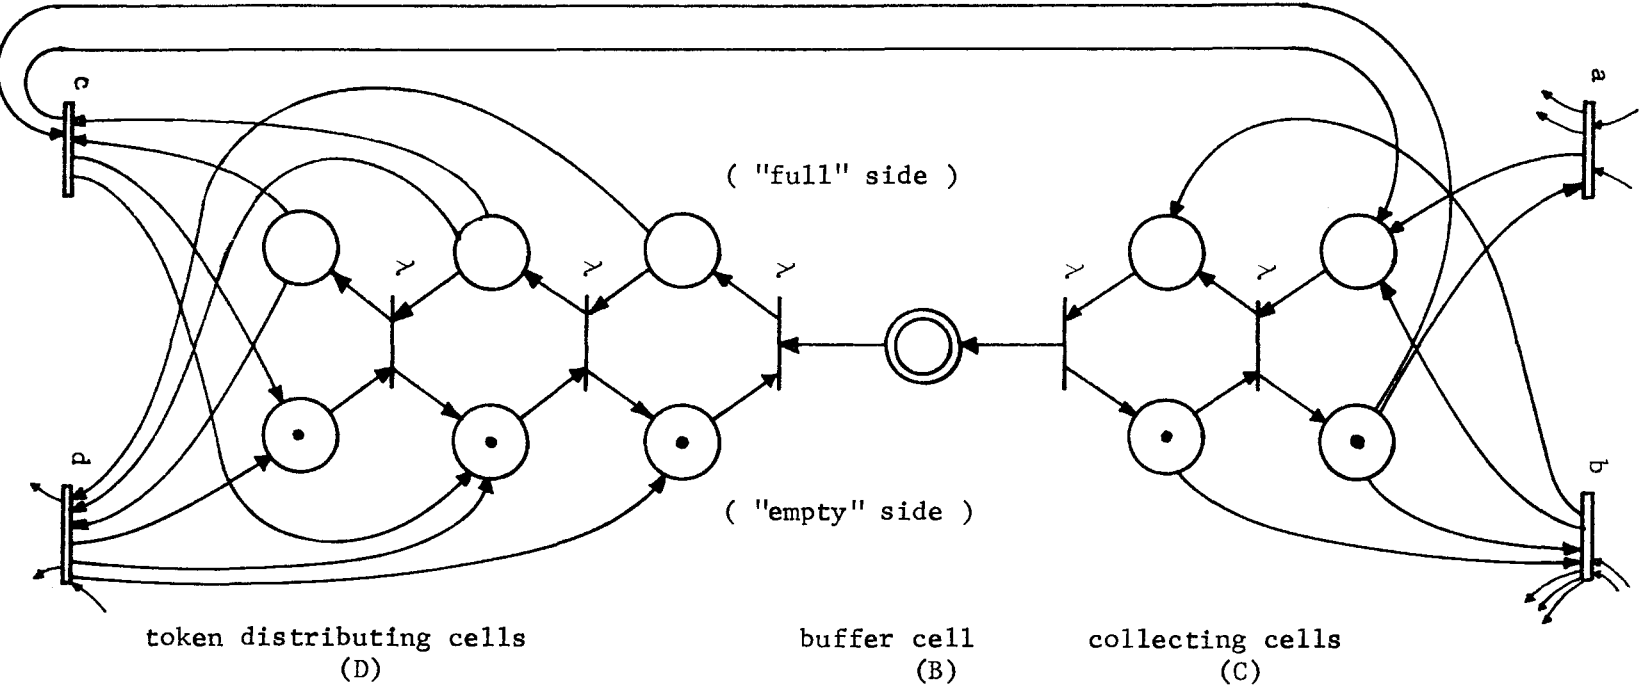 c
a
( "full" side )
λ
λ
λ
λ
λ
d
b
( "empty" side )
token distributing cells
(D)
buffer cell
(B)
collecting cells
(C)